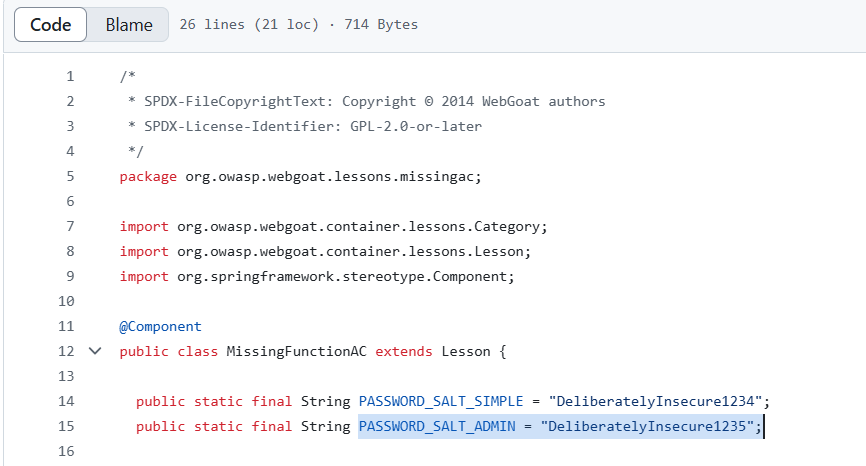 Code Blame 26 lines (21 loc) · 714 Bytes
1 /*
2  * SPDX-FileCopyrightText: Copyright © 2014 WebGoat authors
3  * SPDX-License-Identifier: GPL-2.0-or-later
4  */
5 package org.owasp.webgoat.lessons.missingac;
6
7 import org.owasp.webgoat.container.lessons.Category;
8 import org.owasp.webgoat.container.lessons.Lesson;
9 import org.springframework.stereotype.Component;
10
11 @Component
12 public class MissingFunctionAC extends Lesson {
13
14   public static final String PASSWORD_SALT_SIMPLE = "DeliberatelyInsecure1234";
15   public static final String PASSWORD_SALT_ADMIN = "DeliberatelyInsecure1235";
16